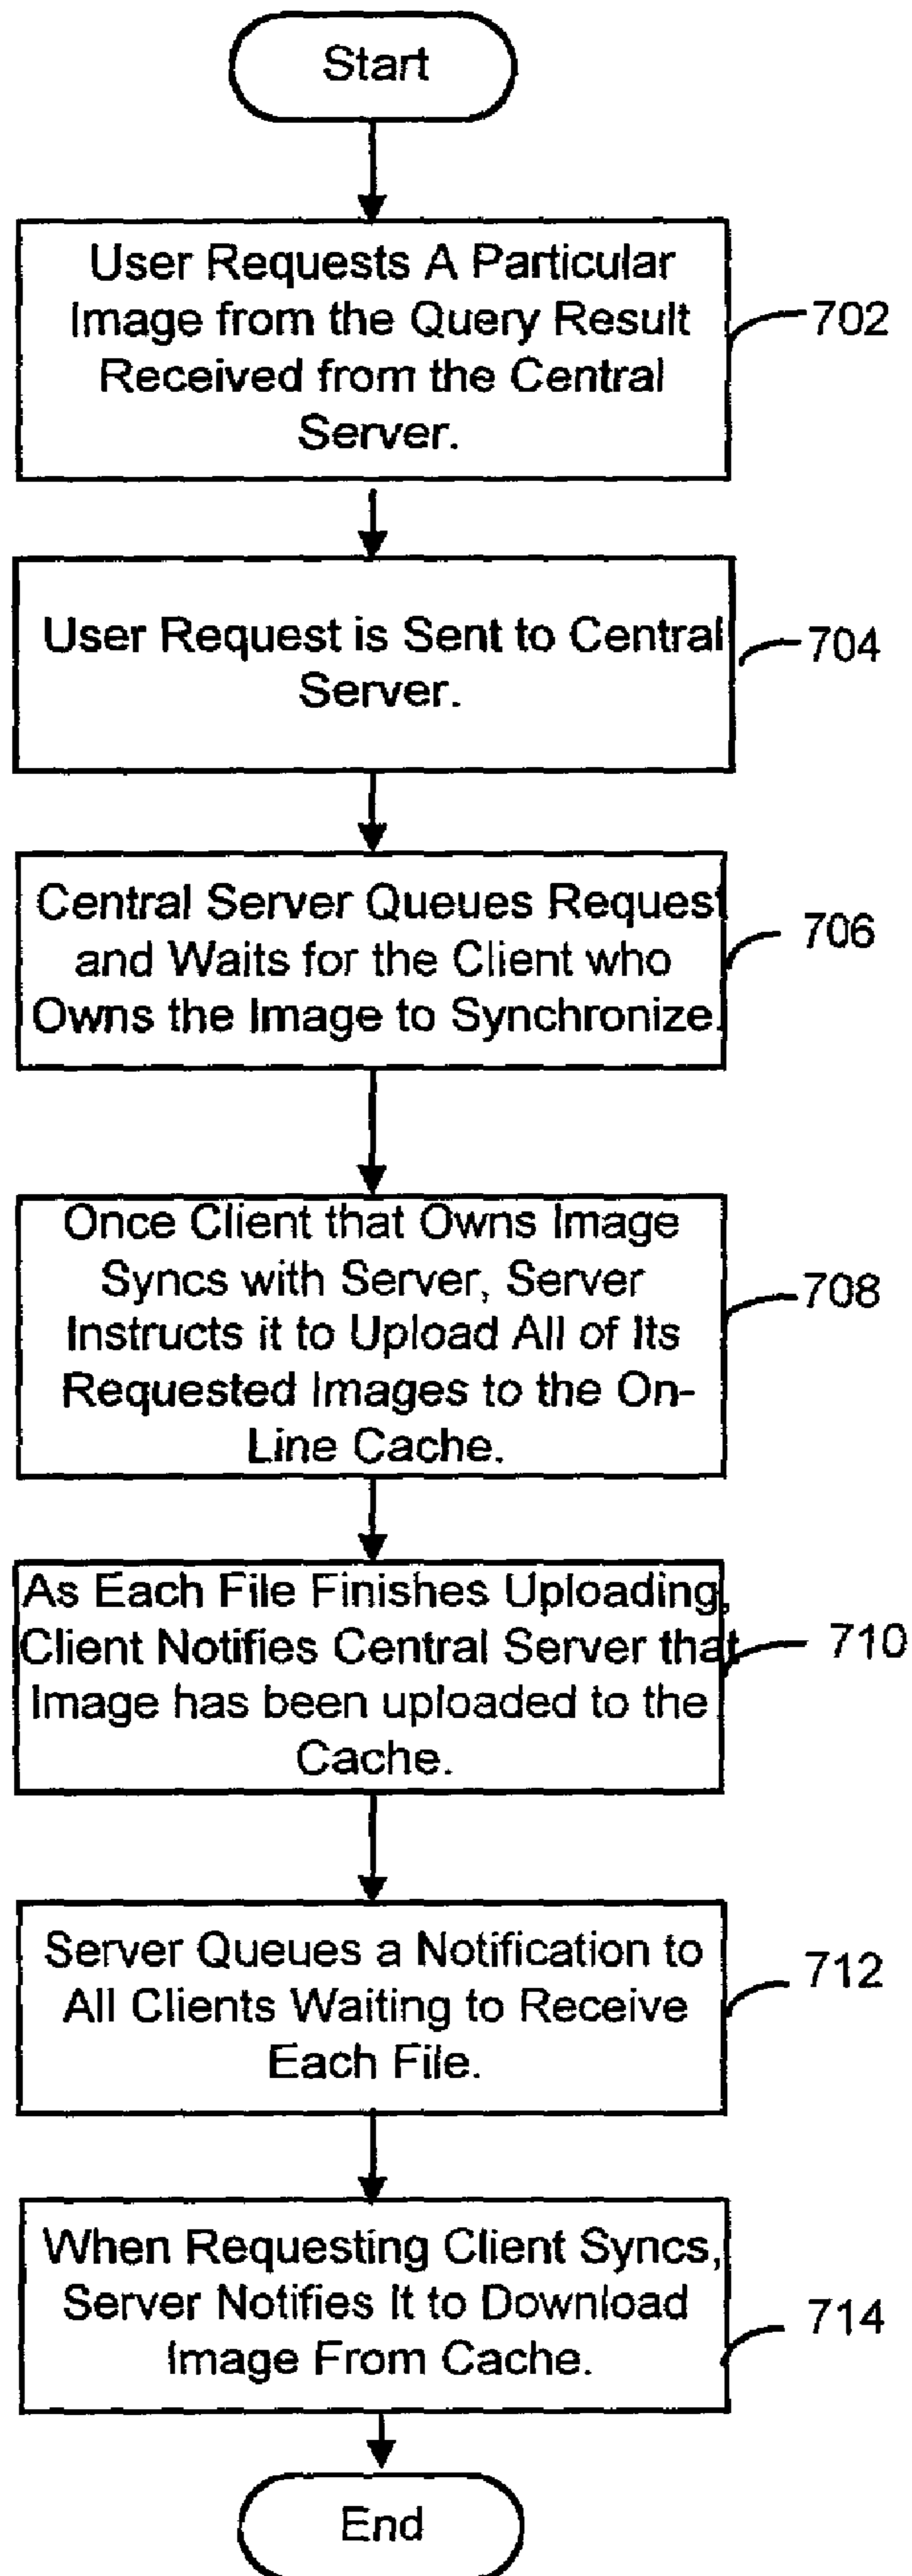 Start
User Requests A Particular
Image from the Query Result
Received from the Central
Server.
702
User Request is Sent to Central
Server.
704
Central Server Queues Request
and Waits for the Client who
Owns the Image to Synchronize.
706
Once Client that Owns Image
Syncs with Server, Server
Instructs it to Upload All of Its
Requested Images to the On-
Line Cache.
708
As Each File Finishes Uploading,
Client Notifies Central Server that
Image has been uploaded to the
Cache.
710
Server Queues a Notification to
All Clients Waiting to Receive
Each File.
712
When Requesting Client Syncs,
Server Notifies It to Download
Image From Cache.
714
End